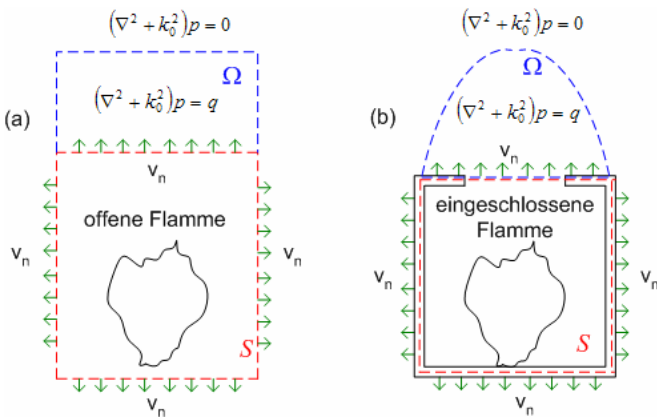 (∇² + k₀²)p = 0
Ω
(∇² + k₀²)p = q
(a)
vₙ
offene Flamme
vₙ
vₙ
S
vₙ
(∇² + k₀²)p = 0
Ω
(∇² + k₀²)p = q
(b)
vₙ
eingeschlossene
Flamme
vₙ
vₙ
S
vₙ